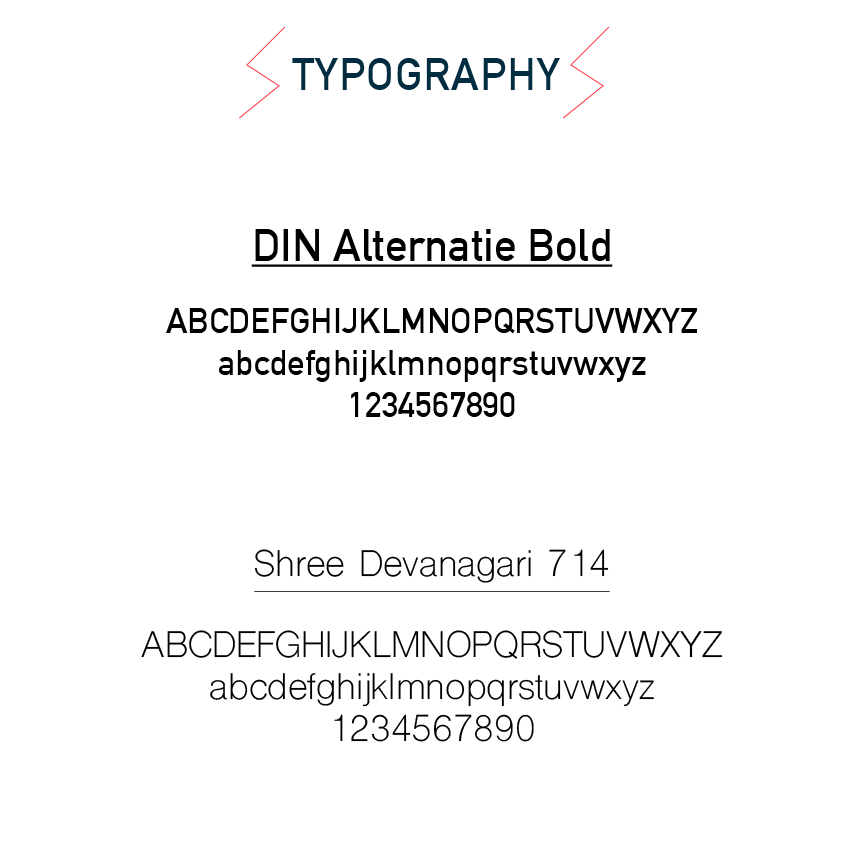 TYPOGRAPHY
DIN Alternatie Bold
ABCDEFGHIJKLMNOPQRSTUVWXYZ
abcdefghijklmnopqrstuvwxyz
1234567890
Shree Devanagari 714
ABCDEFGHIJKLMNOPQRSTUVWXYZ
abcdefghijklmnopqrstuvwxyz
1234567890